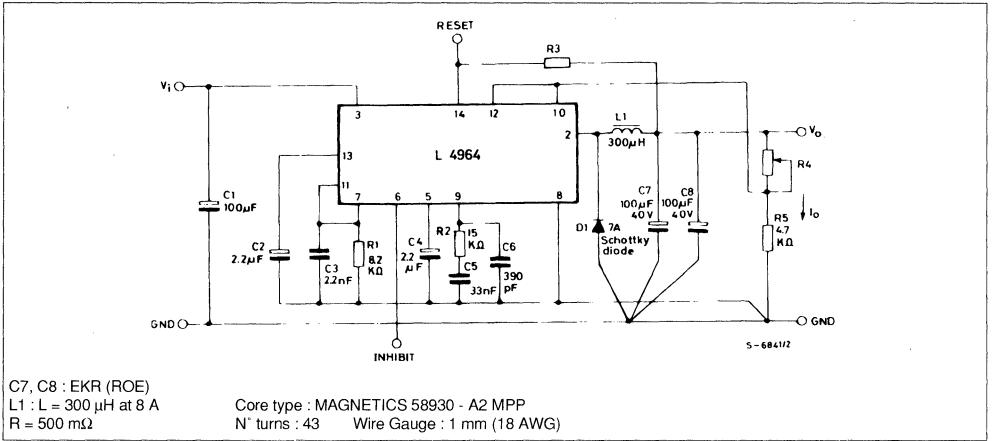 RESET
R3
Vi
3
14
12
10
2
L1
300µH
Vo
L 4964
13
11
7
6
5
9
8
R4
C1
100µF
C7
100µF
40V
C8
100µF
40V
Io
R5
4.7
KΩ
C2
2.2µF
C3
2.2nF
R1
8.2
KΩ
C4
2.2
µF
R2
15
KΩ
C5
33nF
C6
390
pF
D1
7A
Schottky
diode
GND
GND
INHIBIT
S-6841/2
C7, C8 : EKR (ROE)
L1 : L = 300 µH at 8 A Core type : MAGNETICS 58930 - A2 MPP
R = 500 mΩ N° turns : 43 Wire Gauge : 1 mm (18 AWG)